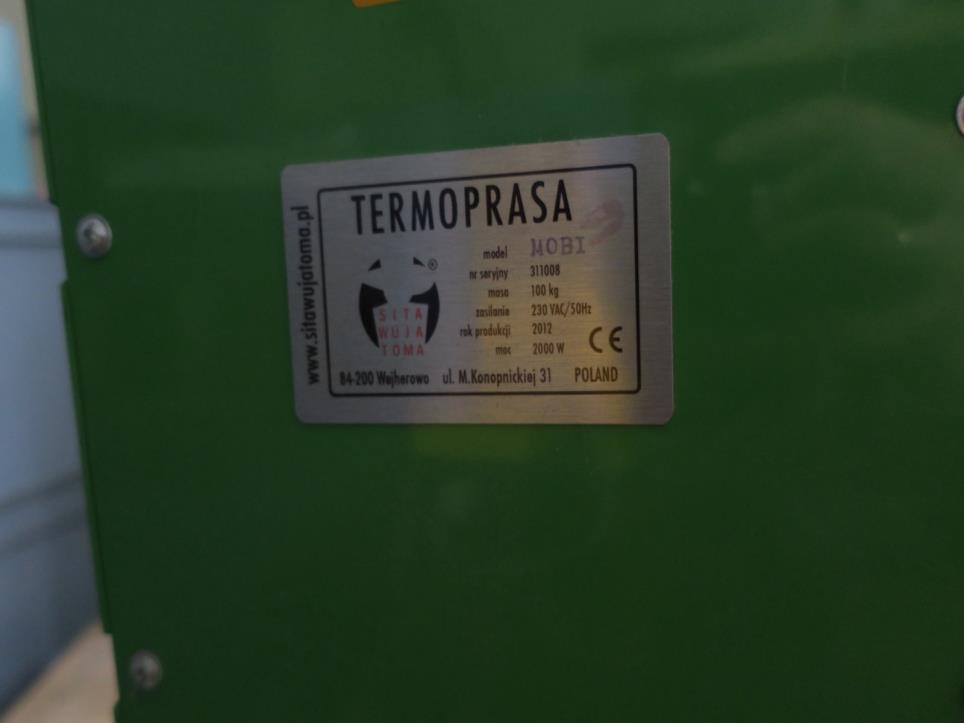 TERMOPRASA
www.sitawujatoma.pl
®
SITA
WUJA
TOMA
model MOBI
nr seryjny 311008
masa 100 kg
zasilanie 230 VAC/50Hz
rok produkcji 2012
moc 2000 W
CE
84-200 Wejherowo ul. M.Konopnickiej 31 POLAND